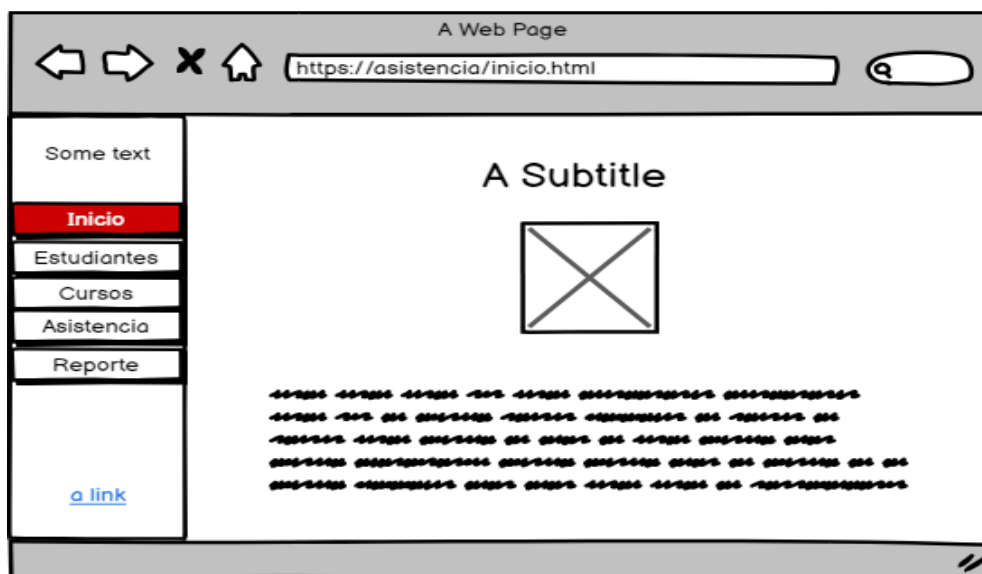 A Web Page
https://asistencia/inicio.html
Some text
Inicio
Estudiantes
Cursos
Asistencia
Reporte
a link
A Subtitle